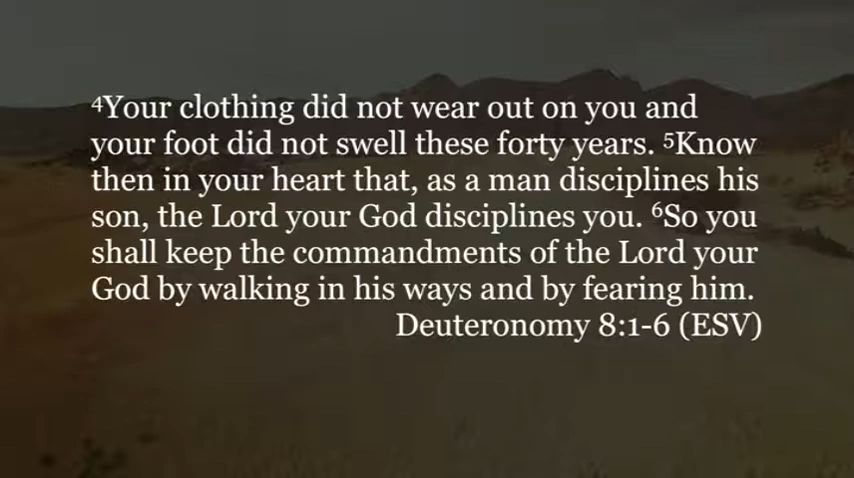 ⁴Your clothing did not wear out on you and
your foot did not swell these forty years. ⁵Know
then in your heart that, as a man disciplines his
son, the Lord your God disciplines you. ⁶So you
shall keep the commandments of the Lord your
God by walking in his ways and by fearing him.
Deuteronomy 8:1-6 (ESV)